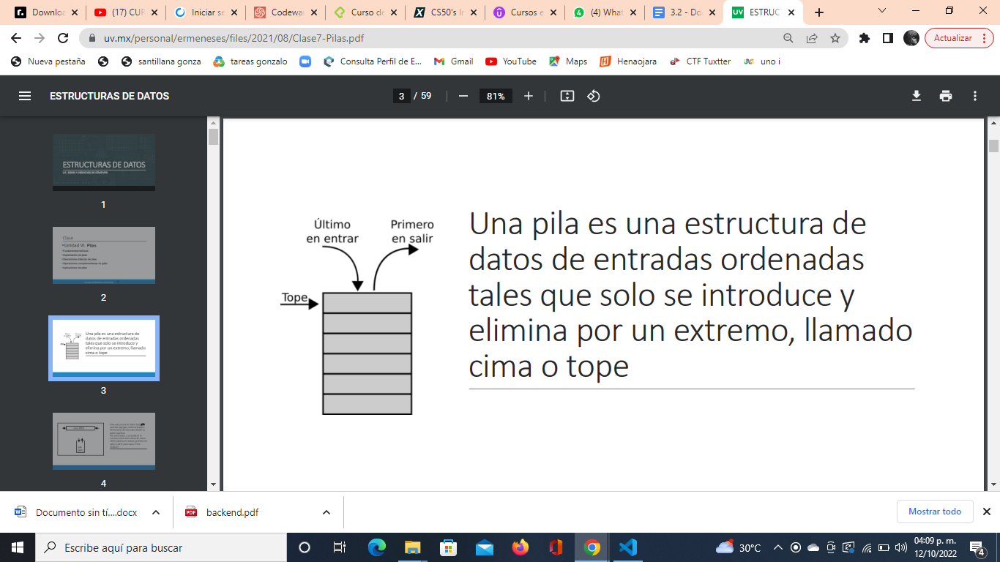 Downloa
(17) CUR
Iniciar se
Codewa
Curso de
CS50's In
Cursos e
(4) What
3.2 - Do
ESTRUCT
uv.mx/personal/ermeneses/files/2021/08/Clase7-Pilas.pdf
Actualizar
Nueva pestaña
santillana gonza
tareas gonzalo
Consulta Perfil de E...
Gmail
YouTube
Maps
Henaojara
CTF Tuxtter
uno i
ESTRUCTURAS DE DATOS
3 / 59
81%
ESTRUCTURAS DE DATOS
1
Clase
Unidad VI. Pilas
2
Una pila es una estructura de
datos de entradas ordenadas
tales que solo se introduce y
elimina por un extremo, llamado
cima o tope
3
4
Último
en entrar
Primero
en salir
Tope
Una pila es una estructura de
datos de entradas ordenadas
tales que solo se introduce y
elimina por un extremo, llamado
cima o tope
Documento sin tí....docx
backend.pdf
Mostrar todo
Escribe aquí para buscar
30°C
04:09 p. m.
12/10/2022
4